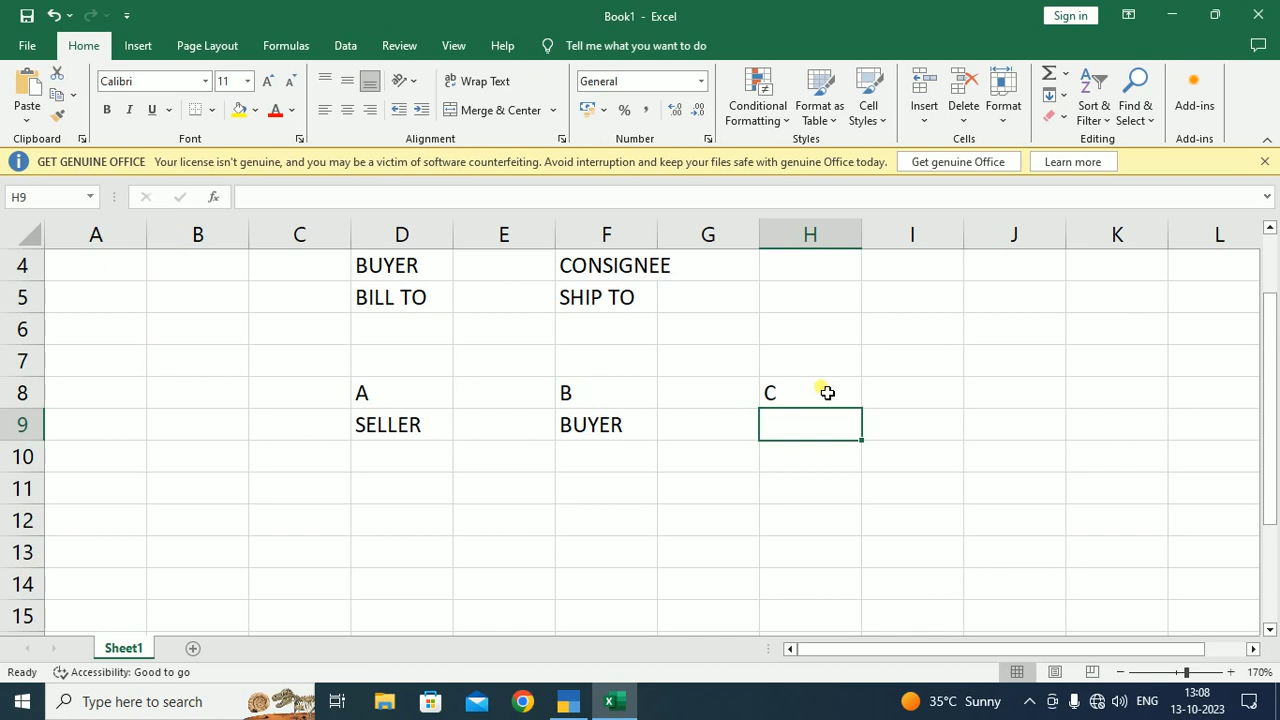 Book1 - Excel
Sign in
File Home Insert Page Layout Formulas Data Review View Help Tell me what you want to do
Paste
Clipboard
Calibri 11
B I U
Font
Wrap Text
Merge & Center
Alignment
General
Number
Conditional Formatting
Format as Table
Cell Styles
Styles
Insert
Delete
Format
Cells
Sort & Filter
Find & Select
Editing
Add-ins
Add-ins
GET GENUINE OFFICE Your license isn't genuine, and you may be a victim of software counterfeiting. Avoid interruption and keep your files safe with genuine Office today. Get genuine Office Learn more
H9 fx
A B C D E F G H I J K L
4 BUYER CONSIGNEE
5 BILL TO SHIP TO
6
7
8 A B C
9 SELLER BUYER
10
11
12
13
14
15
Sheet1
Ready Accessibility: Good to go 170%
Type here to search
35°C Sunny
ENG
13:08
13-10-2023